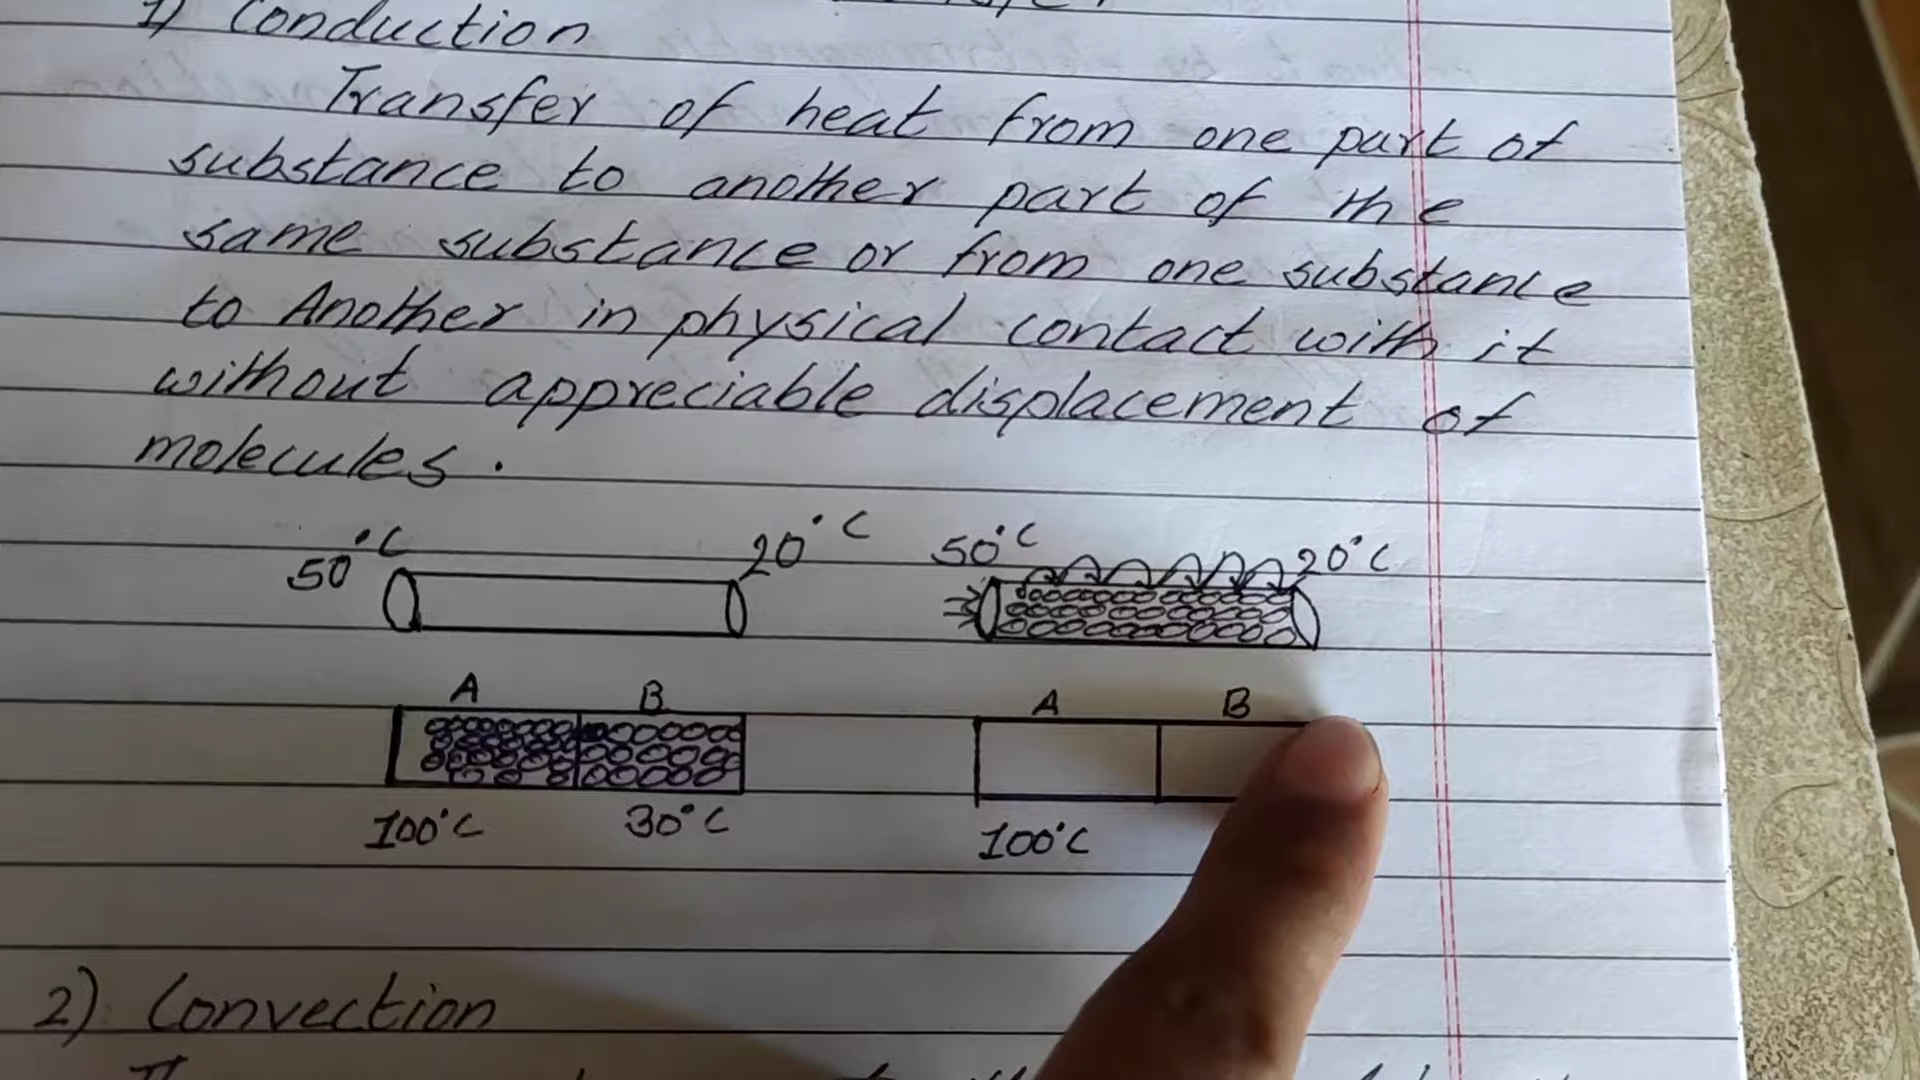 1) Conduction
Transfer of heat from one part of
substance to another part of the
same substance or from one substance
to Another in physical contact with it
without appreciable displacement of
molecules.
50°C 20°C 50°C 20°C
A B A B
100°C 30°C 100°C
2) Convection